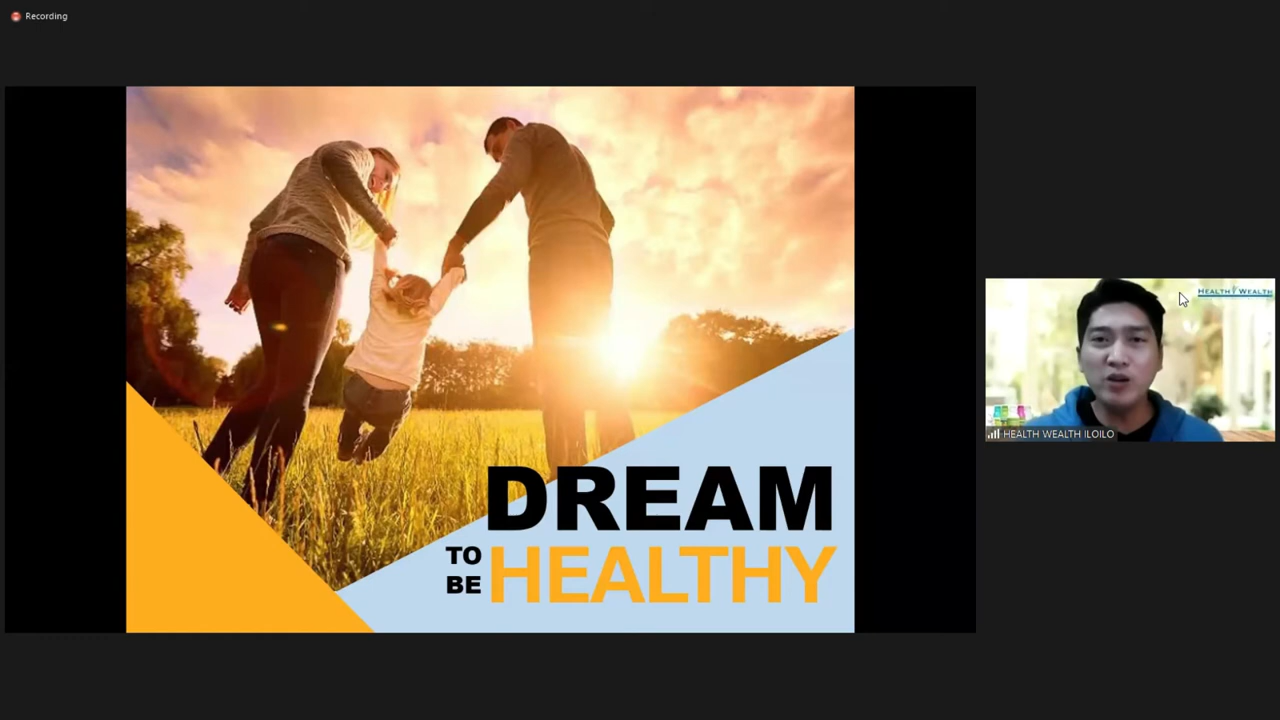 Recording
DREAM
TO
BE
HEALTHY
HEALTH WEALTH
HEALTH WEALTH ILOILO